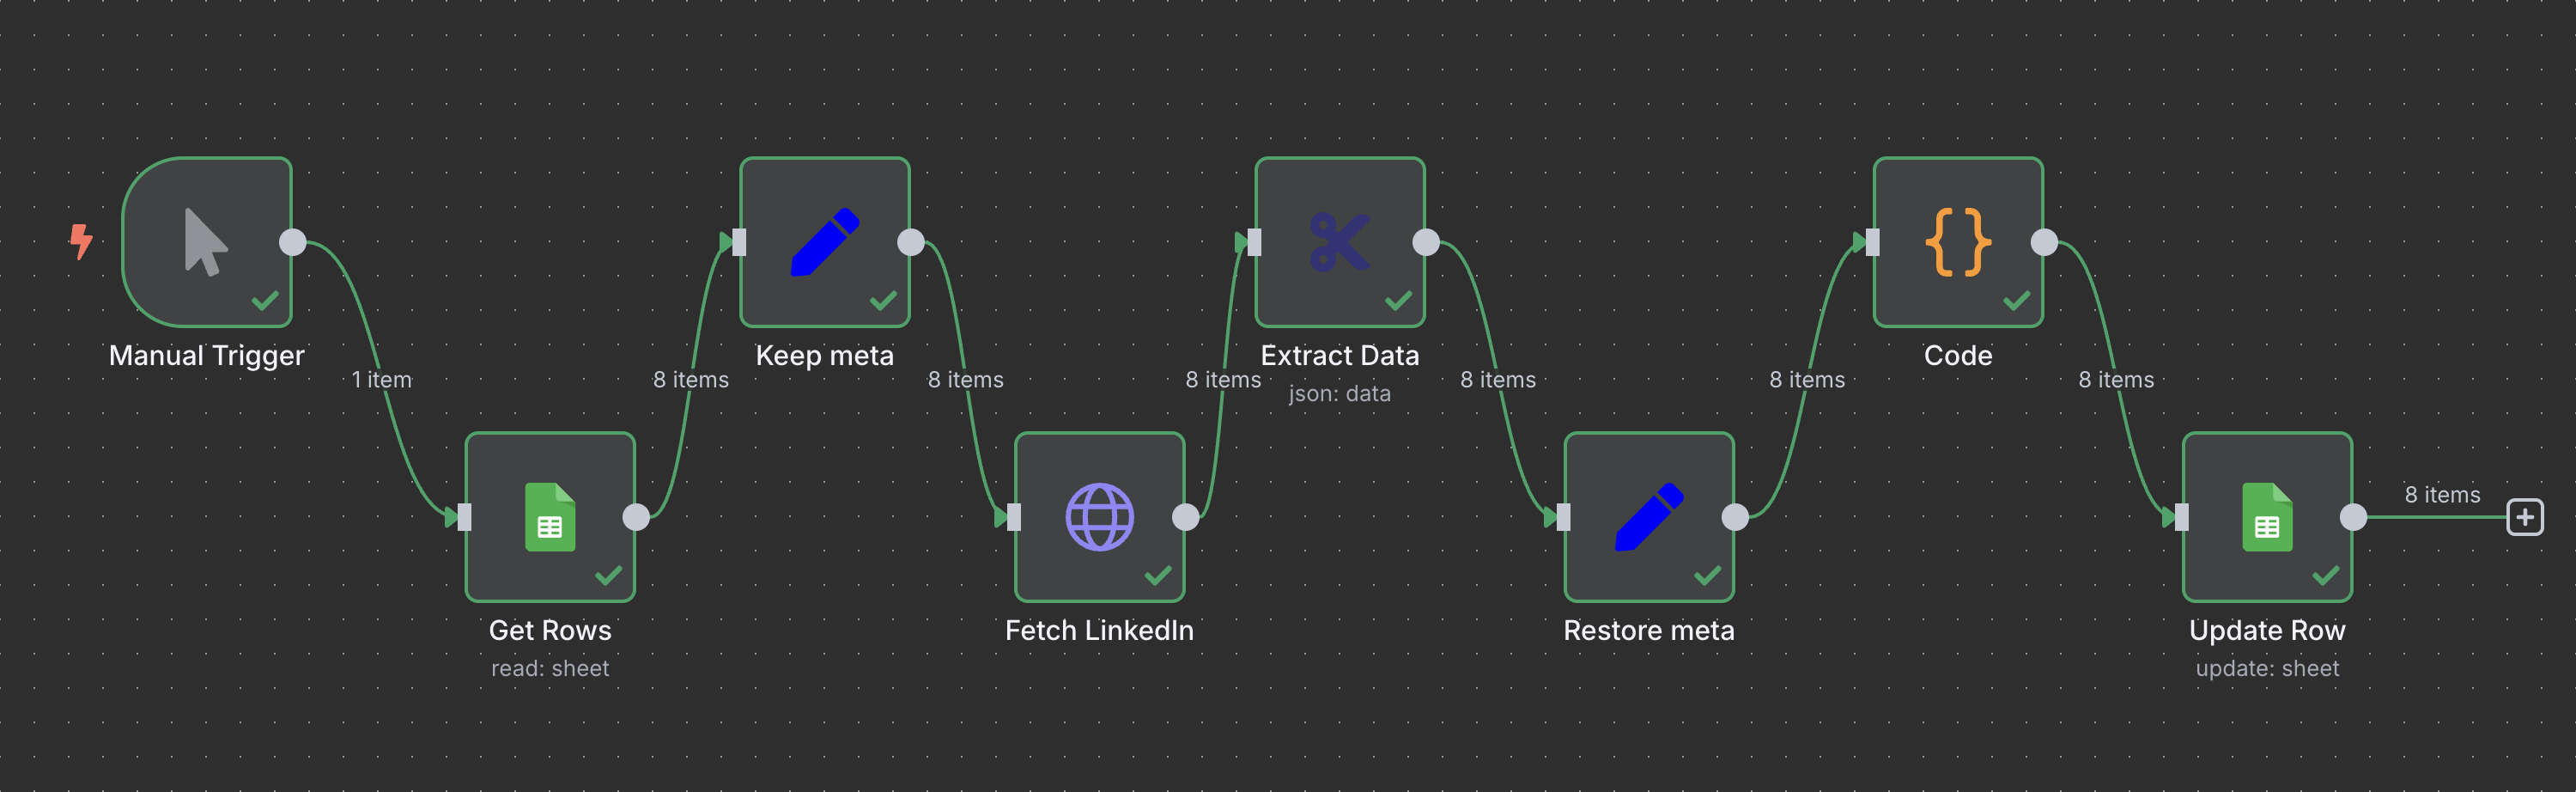 Manual Trigger
1 item
Get Rows
read: sheet
8 items
Keep meta
8 items
Fetch LinkedIn
8 items
Extract Data
json: data
8 items
Restore meta
8 items
Code
8 items
Update Row
update: sheet
8 items